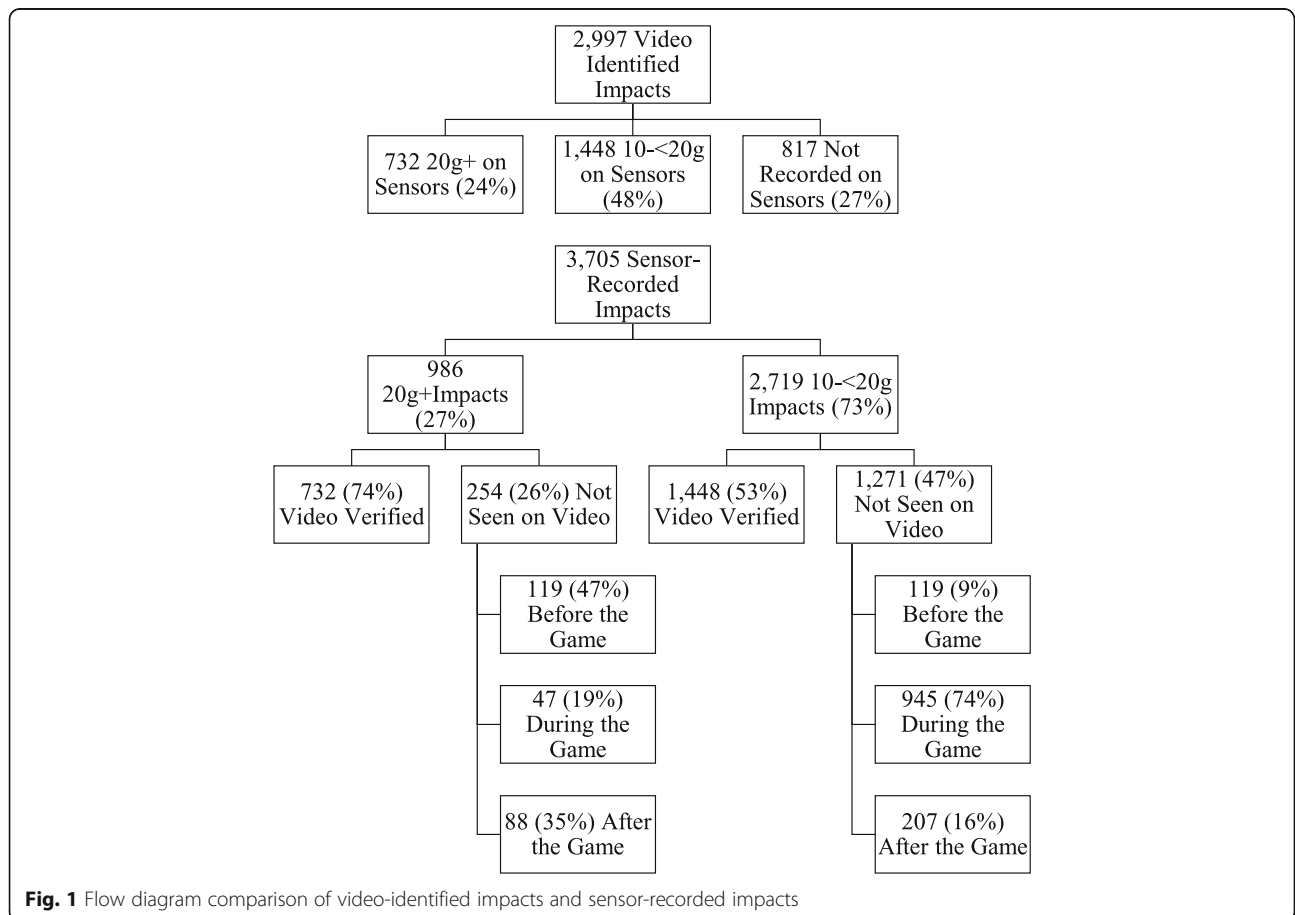 2,997 Video
Identified
Impacts
732 20g+ on
Sensors (24%)
1,448 10-<20g
on Sensors
(48%)
817 Not
Recorded on
Sensors (27%)
3,705 Sensor-
Recorded
Impacts
986
20g+Impacts
(27%)
2,719 10-<20g
Impacts (73%)
732 (74%)
Video Verified
254 (26%) Not
Seen on Video
1,448 (53%)
Video Verified
1,271 (47%)
Not Seen on
Video
119 (47%)
Before the
Game
119 (9%)
Before the
Game
47 (19%)
During the
Game
945 (74%)
During the
Game
88 (35%) After
the Game
207 (16%)
After the Game
Fig. 1 Flow diagram comparison of video-identified impacts and sensor-recorded impacts